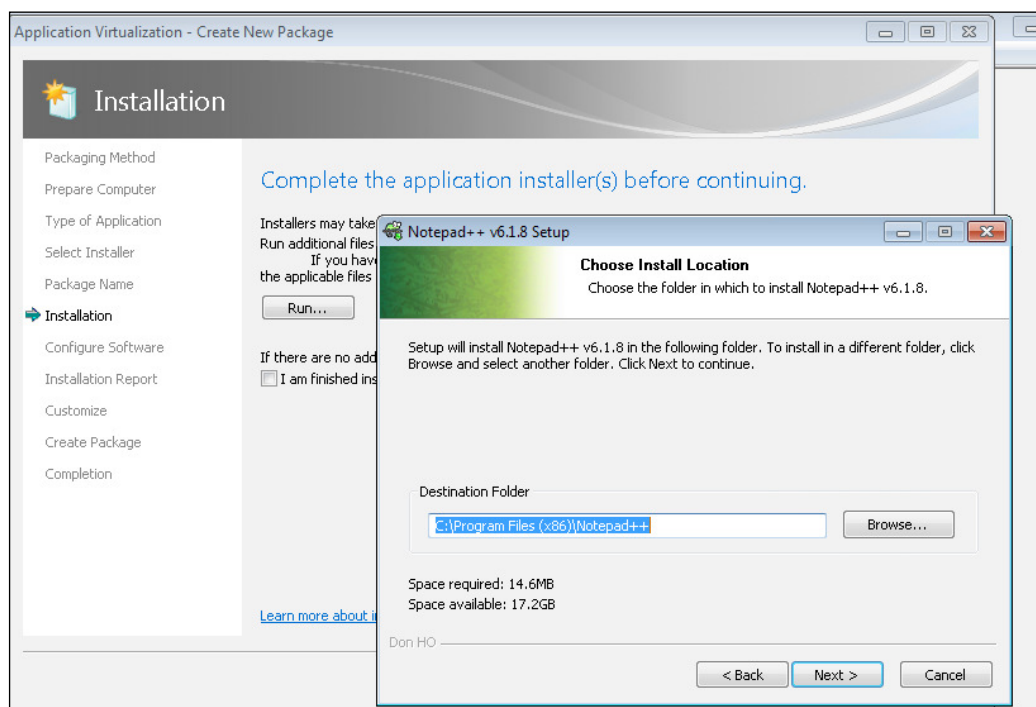 Application Virtualization - Create New Package
Installation
Packaging Method
Prepare Computer
Type of Application
Select Installer
Package Name
Installation
Configure Software
Installation Report
Customize
Create Package
Completion
Complete the application installer(s) before continuing.
Installers may take
Run additional files
If you have
the applicable files
Run...
If there are no add
I am finished ins
Learn more about i
Notepad++ v6.1.8 Setup
Choose Install Location
Choose the folder in which to install Notepad++ v6.1.8.
Setup will install Notepad++ v6.1.8 in the following folder. To install in a different folder, click
Browse and select another folder. Click Next to continue.
Destination Folder
C:\Program Files (x86)\Notepad++
Browse...
Space required: 14.6MB
Space available: 17.2GB
Don HO
< Back
Next >
Cancel